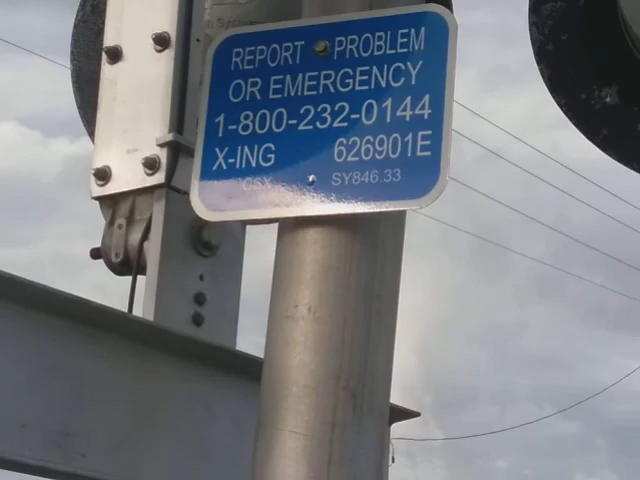 REPORT PROBLEM
OR EMERGENCY
1-800-232-0144
X-ING 626901E
CSX SY846.33